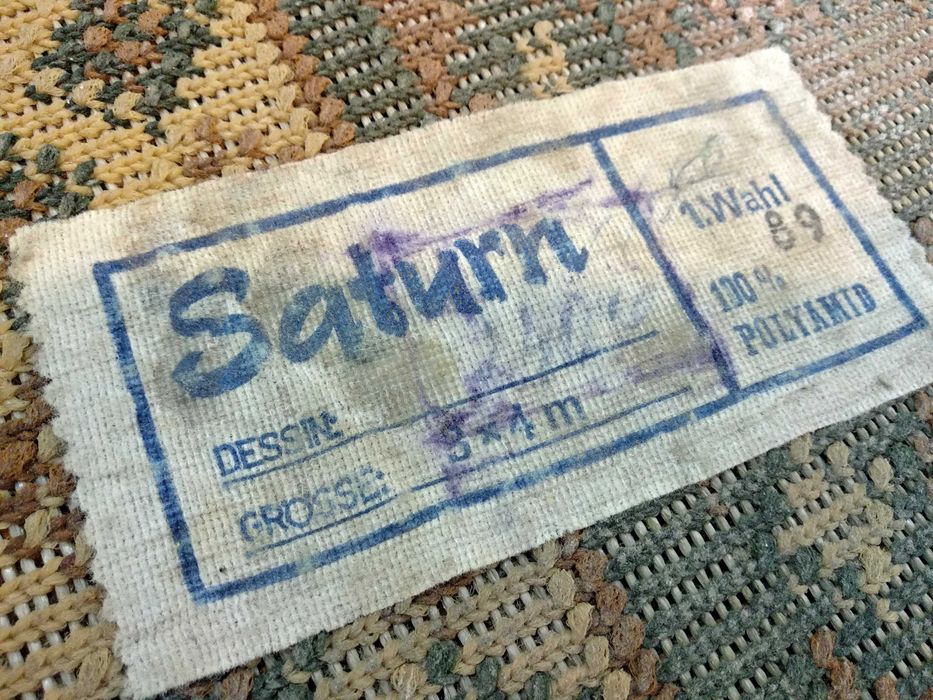 Saturn
DESSIN:
GRÖSSE: 3 × 4 m
1.Wahl
89
100%
POLYAMID